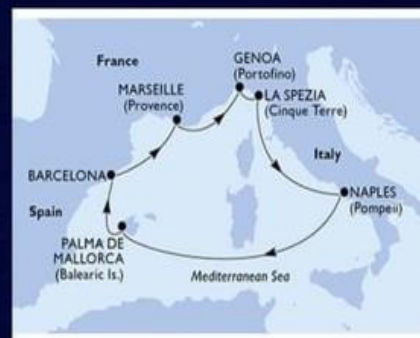 France
GENOA
(Portofino)
MARSEILLE
(Provence)
LA SPEZIA
(Cinque Terre)
Italy
BARCELONA
NAPLES
(Pompeii)
Spain
PALMA DE
MALLORCA
(Balearic Is.)
Mediterranean Sea